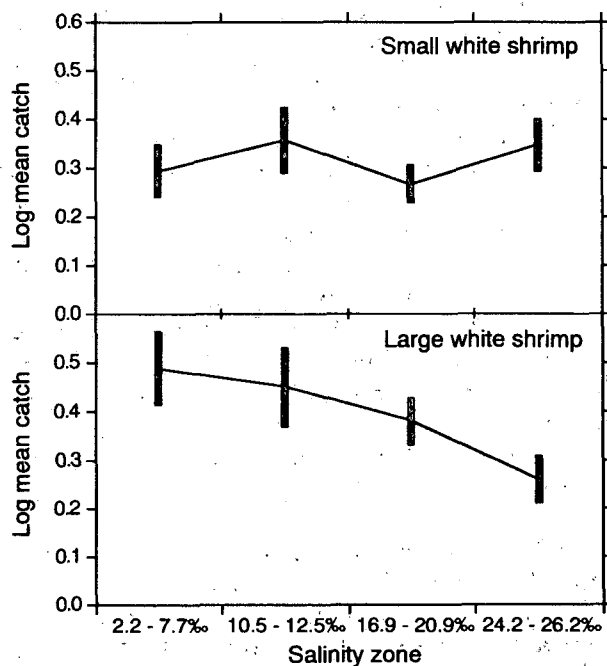 0.6
Small white shrimp
0.5
0.4
0.3
0.2
0.1
0.0
Log mean catch
Large white shrimp
0.5
0.4
0.3
0.2
0.1
0.0
Log mean catch
2.2 - 7.7‰ 10.5 - 12.5‰ 16.9 - 20.9‰ 24.2 - 26.2‰
Salinity zone